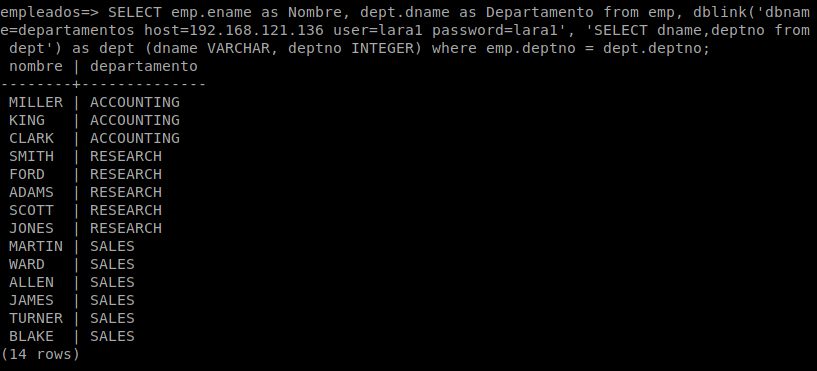 empleados=> SELECT emp.ename as Nombre, dept.dname as Departamento from emp, dblink('dbnam
e=departamentos host=192.168.121.136 user=lara1 password=lara1', 'SELECT dname,deptno from
 dept') as dept (dname VARCHAR, deptno INTEGER) where emp.deptno = dept.deptno;
 nombre | departamento
--------+--------------
 MILLER | ACCOUNTING
 KING   | ACCOUNTING
 CLARK  | ACCOUNTING
 SMITH  | RESEARCH
 FORD   | RESEARCH
 ADAMS  | RESEARCH
 SCOTT  | RESEARCH
 JONES  | RESEARCH
 MARTIN | SALES
 WARD   | SALES
 ALLEN  | SALES
 JAMES  | SALES
 TURNER | SALES
 BLAKE  | SALES
(14 rows)